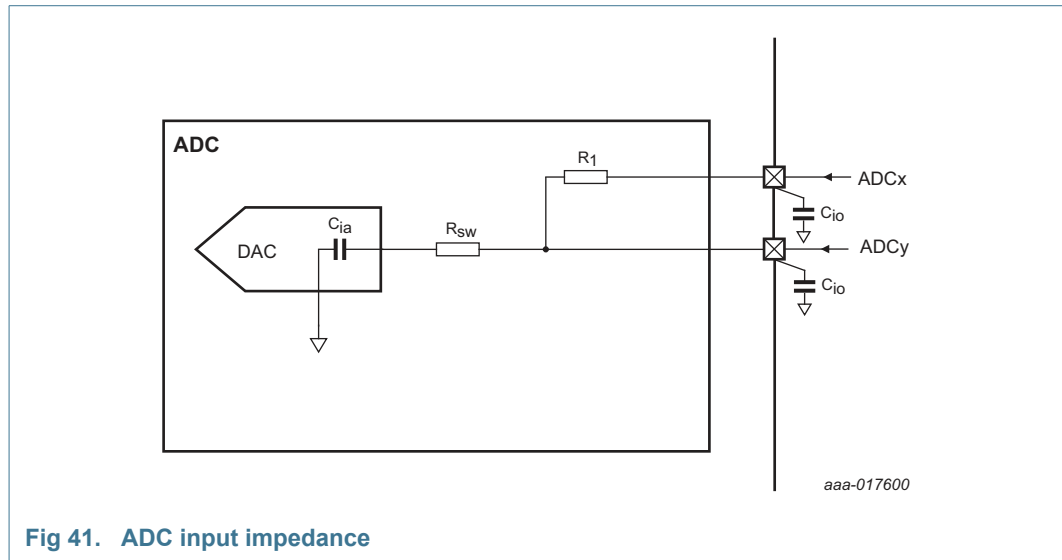 ADC
R1
ADCx
Cio
Cia
Rsw
DAC
ADCy
Cio
aaa-017600
Fig 41. ADC input impedance